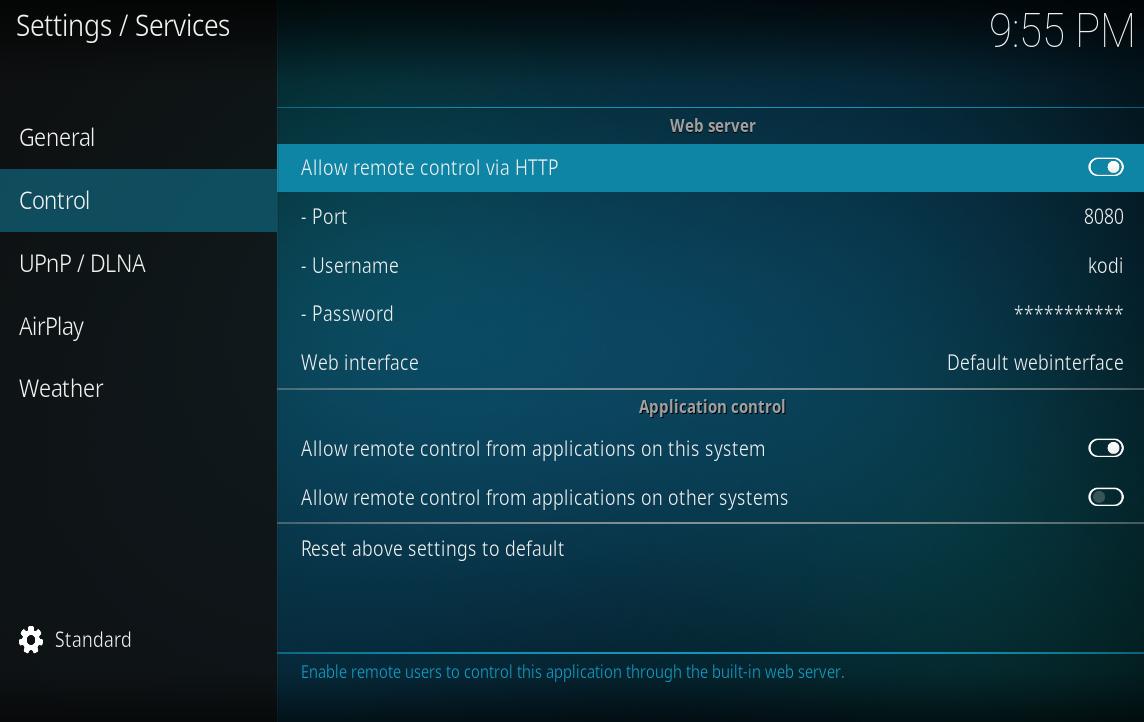 Settings / Services
9:55 PM
General
Control
UPnP / DLNA
AirPlay
Weather
Standard
Web server
Allow remote control via HTTP
- Port 8080
- Username kodi
- Password ***********
Web interface Default webinterface
Application control
Allow remote control from applications on this system
Allow remote control from applications on other systems
Reset above settings to default
Enable remote users to control this application through the built-in web server.